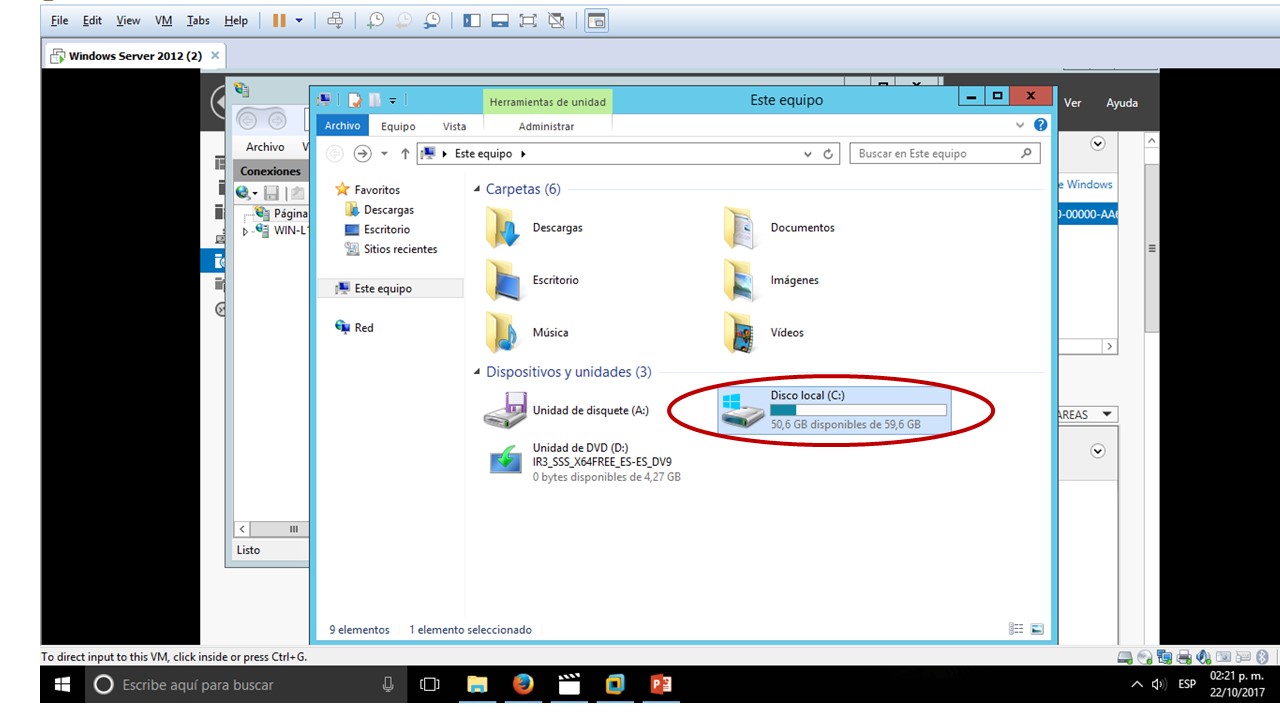 File Edit View VM Tabs Help
Windows Server 2012 (2)
Herramientas de unidad
Este equipo
Ver Ayuda
Archivo Equipo Vista Administrar
Archivo V
Este equipo
Buscar en Este equipo
Conexiones
Página
WIN-L
Favoritos
Descargas
Escritorio
Sitios recientes
Este equipo
Red
Carpetas (6)
Descargas
Documentos
Escritorio
Imágenes
Música
Vídeos
Dispositivos y unidades (3)
Unidad de disquete (A:)
Disco local (C:)
50,6 GB disponibles de 59,6 GB
Unidad de DVD (D:)
IR3_SSS_X64FREE_ES-ES_DV9
0 bytes disponibles de 4,27 GB
e Windows
0-00000-AA
AREAS
Listo
9 elementos 1 elemento seleccionado
To direct input to this VM, click inside or press Ctrl+G.
Escribe aquí para buscar
ESP
02:21 p. m.
22/10/2017